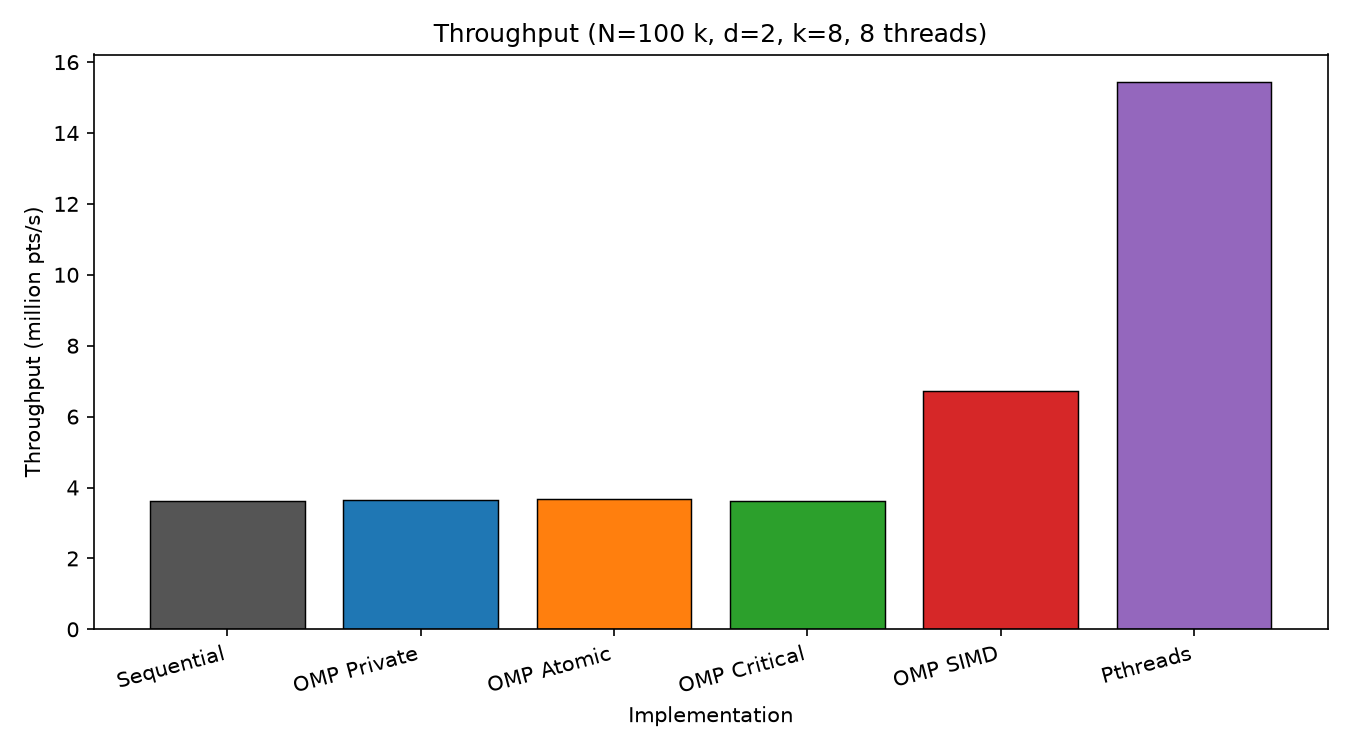 Throughput (N=100 k, d=2, k=8, 8 threads)
Throughput (million pts/s)
16
14
12
10
8
6
4
2
0
Sequential
OMP Private
OMP Atomic
OMP Critical
OMP SIMD
Pthreads
Implementation